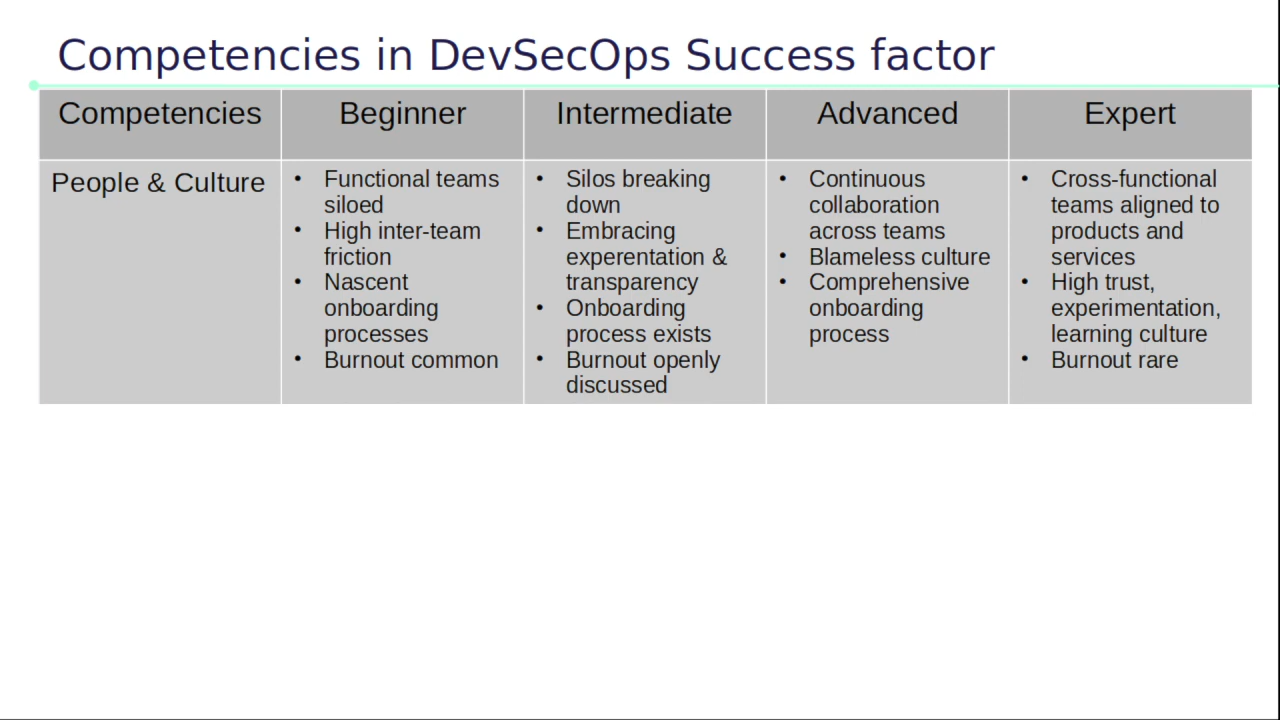 Competencies in DevSecOps Success factor
Competencies
Beginner
Intermediate
Advanced
Expert
People & Culture
• Functional teams
siloed
• High inter-team
friction
• Nascent
onboarding
processes
• Burnout common
• Silos breaking
down
• Embracing
experentation &
transparency
• Onboarding
process exists
• Burnout openly
discussed
• Continuous
collaboration
across teams
• Blameless culture
• Comprehensive
onboarding
process
• Cross-functional
teams aligned to
products and
services
• High trust,
experimentation,
learning culture
• Burnout rare